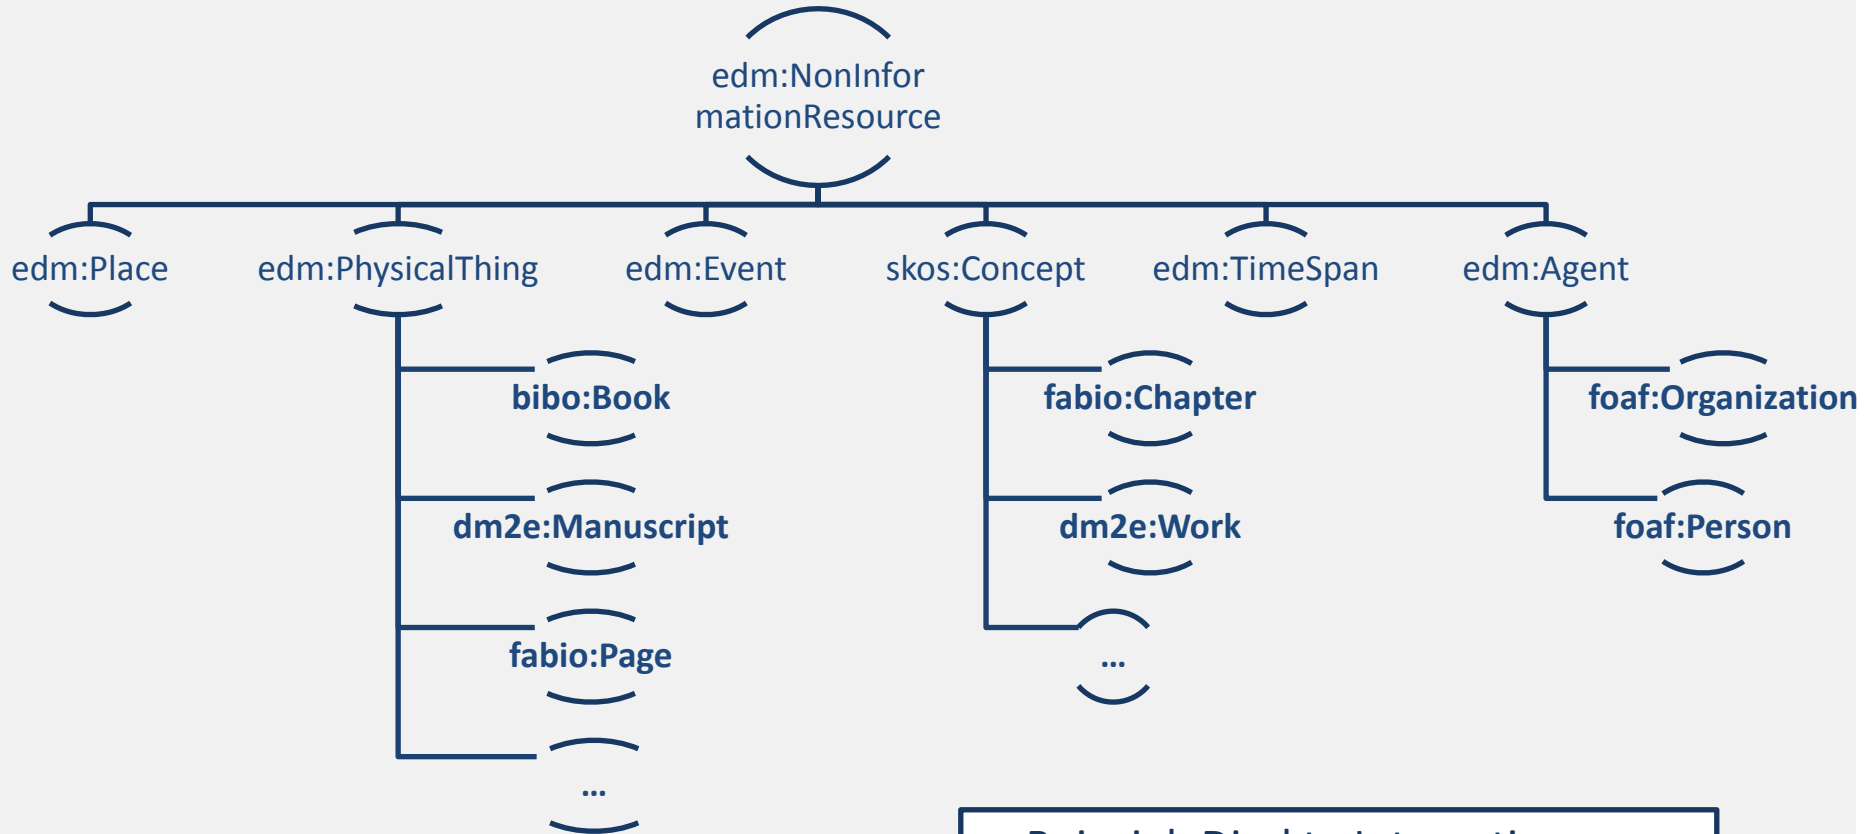 edm:NonInfor
mationResource
edm:Place
edm:PhysicalThing
edm:Event
skos:Concept
edm:TimeSpan
edm:Agent
bibo:Book
fabio:Chapter
foaf:Organization
dm2e:Manuscript
dm2e:Work
foaf:Person
fabio:Page
...
...